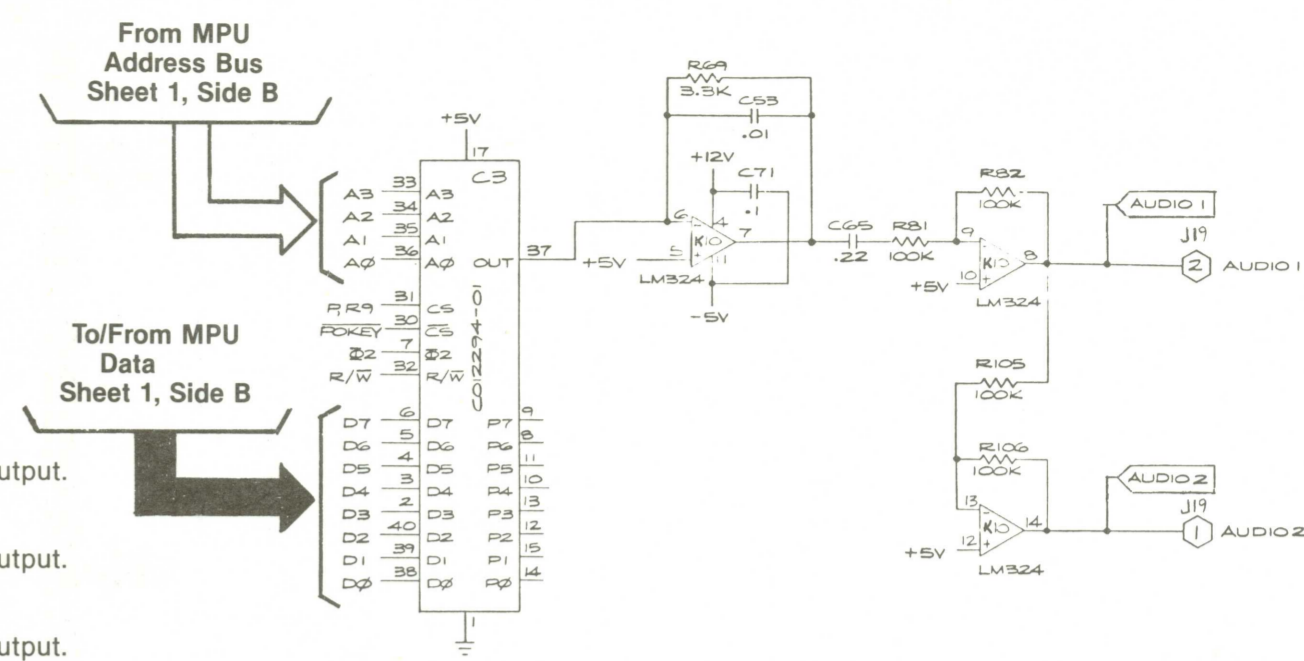 From MPU
Address Bus
Sheet 1, Side B
To/From MPU
Data
Sheet 1, Side B
utput.
utput.
utput.
+5V
17
C3
A3 33 A3
A2 34 A2
A1 35 A1
AØ 36 AØ
OUT 37
P,R9 31 CS
POKEY 30 CS
Φ2 7 Φ2
R/W 32 R/W
CO12294-01
D7 6 D7
D6 5 D6
D5 4 D5
D4 3 D4
D3 2 D3
D2 40 D2
D1 39 D1
DØ 38 DØ
P7 9
P6 8
P5 11
P4 10
P3 13
P2 12
P1 15
PØ 14
1
R69
3.3K
C53
.01
+12V
C71
.1
6 - 4
K10 7
+5V 5 + 11
LM324
-5V
C65
.22
R81
100K
R82
100K
9 -
K10 8
+5V 10 +
LM324
AUDIO 1
J19
2 AUDIO 1
R105
100K
R106
100K
13 -
K10 14
+5V 12 +
LM324
AUDIO 2
J19
1 AUDIO 2